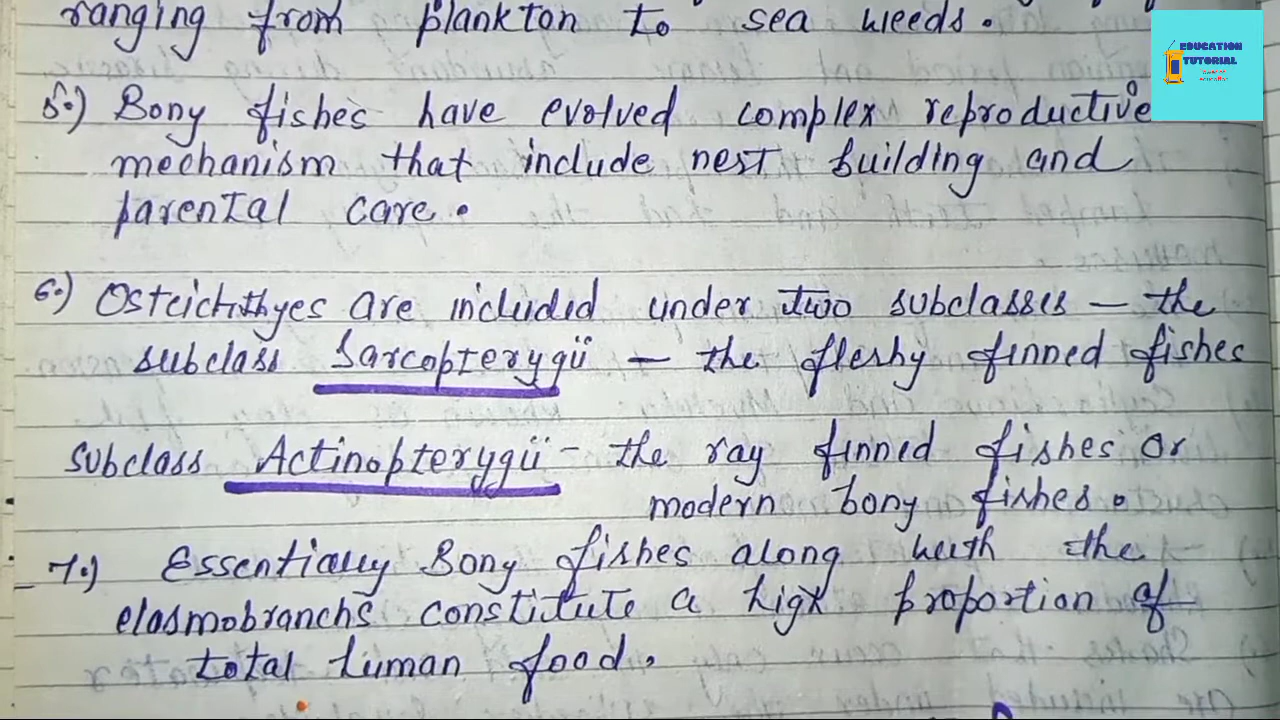 ranging from plankton to sea weeds.
EDUCATION
TUTORIAL
5.) Bony fishes have evolved complex reproductive
mechanism that include nest building and
parental care.
6.) Osteichthyes are included under two subclasses – the
subclass Sarcopterygii – the fleshy finned fishes
Subclass Actinopterygii – the ray finned fishes or
modern bony fishes.
7.) Essentially Bony fishes along with the
elasmobranchs constitute a high proportion of
total human food.